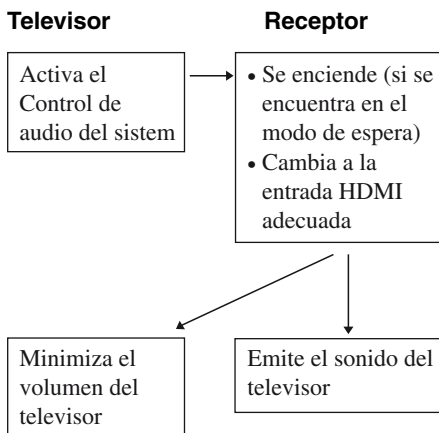 Televisor
Receptor
Activa el
Control de
audio del sistem
• Se enciende (si se
encuentra en el
modo de espera)
• Cambia a la
entrada HDMI
adecuada
Minimiza el
volumen del
televisor
Emite el sonido del
televisor